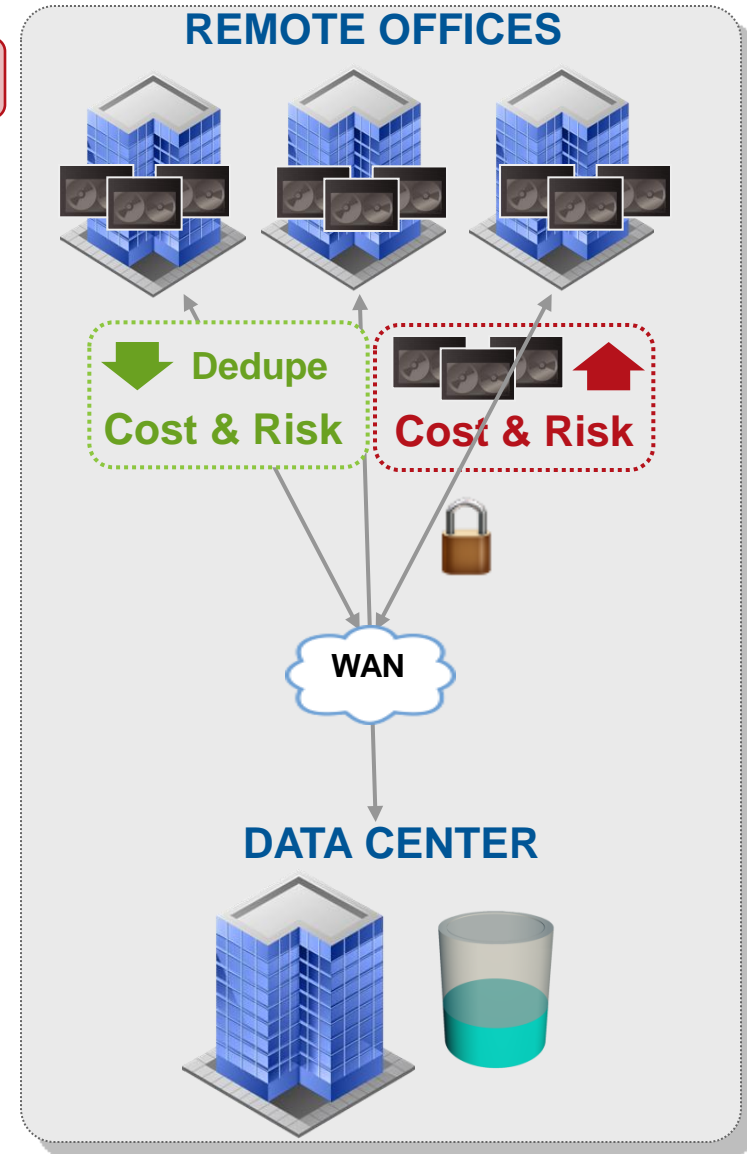 REMOTE OFFICES
Dedupe
Cost & Risk
Cost & Risk
WAN
DATA CENTER